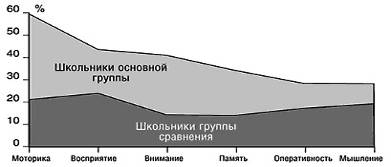 60
%
50
40
30
20
10
0
Школьники основной
группы
Школьники группы
сравнения
Моторика Восприятие Внимание Память Оперативность Мышление